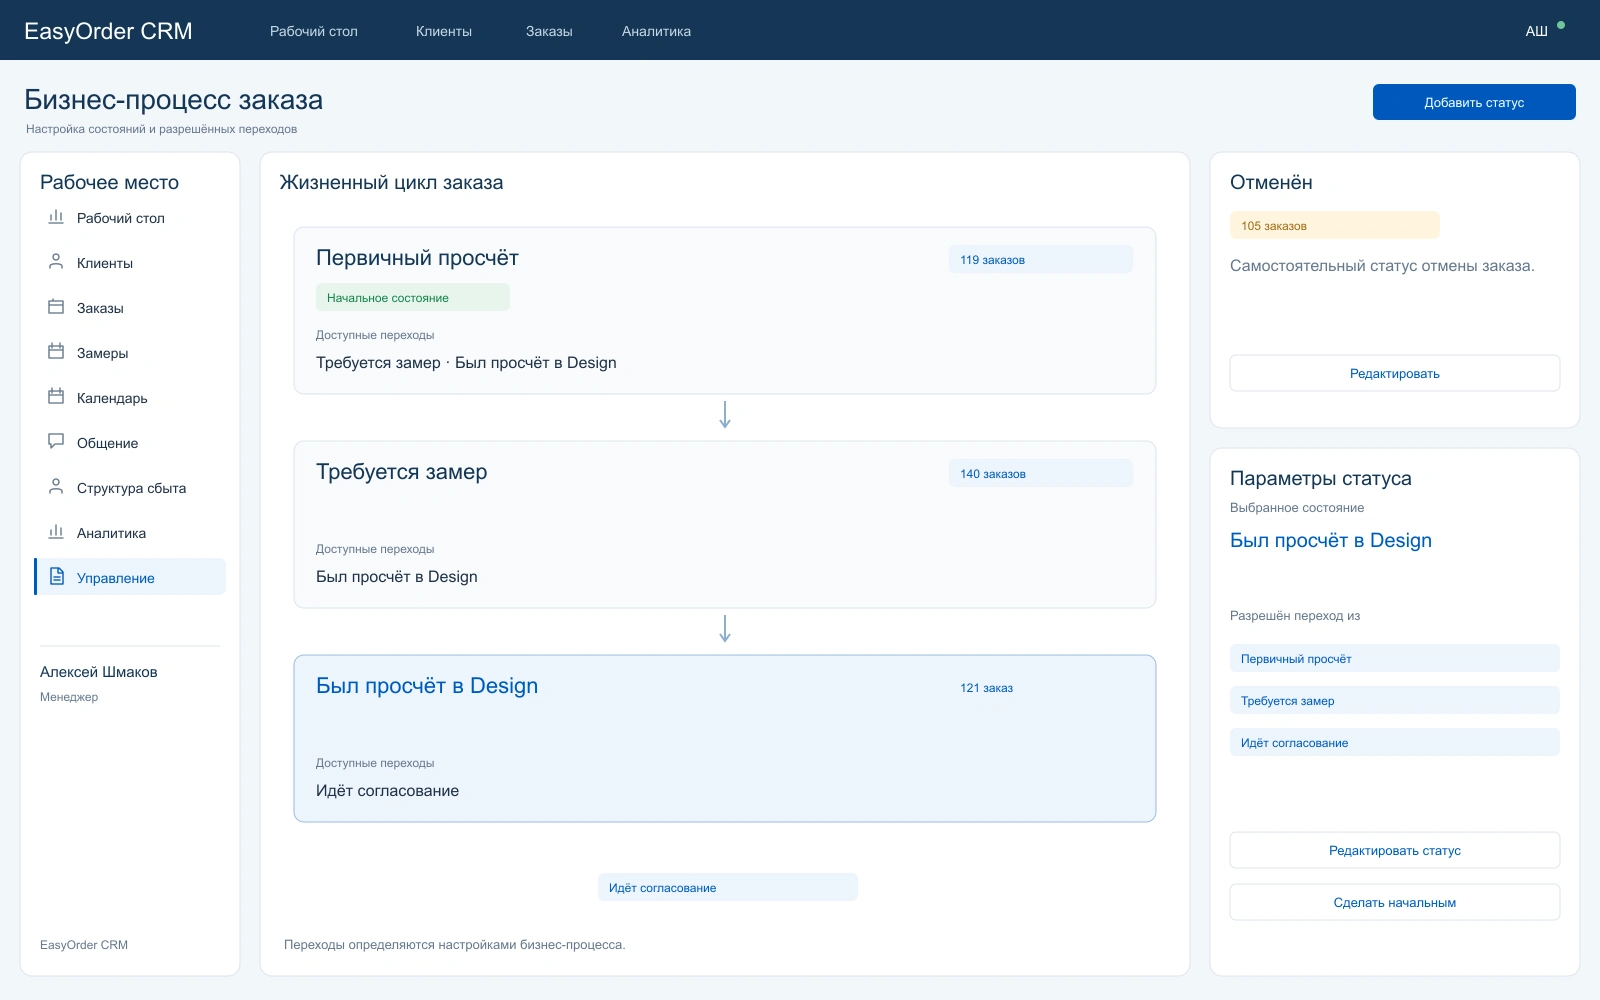 EasyOrder CRM
Рабочий стол
Клиенты
Заказы
Аналитика
АШ
Бизнес-процесс заказа
Настройка состояний и разрешённых переходов
Добавить статус
Рабочее место
Рабочий стол
Клиенты
Заказы
Замеры
Календарь
Общение
Структура сбыта
Аналитика
Управление
Алексей Шмаков
Менеджер
EasyOrder CRM
Жизненный цикл заказа
Первичный просчёт
119 заказов
Начальное состояние
Доступные переходы
Требуется замер · Был просчёт в Design
Требуется замер
140 заказов
Доступные переходы
Был просчёт в Design
Был просчёт в Design
121 заказ
Доступные переходы
Идёт согласование
Идёт согласование
Переходы определяются настройками бизнес-процесса.
Отменён
105 заказов
Самостоятельный статус отмены заказа.
Редактировать
Параметры статуса
Выбранное состояние
Был просчёт в Design
Разрешён переход из
Первичный просчёт
Требуется замер
Идёт согласование
Редактировать статус
Сделать начальным